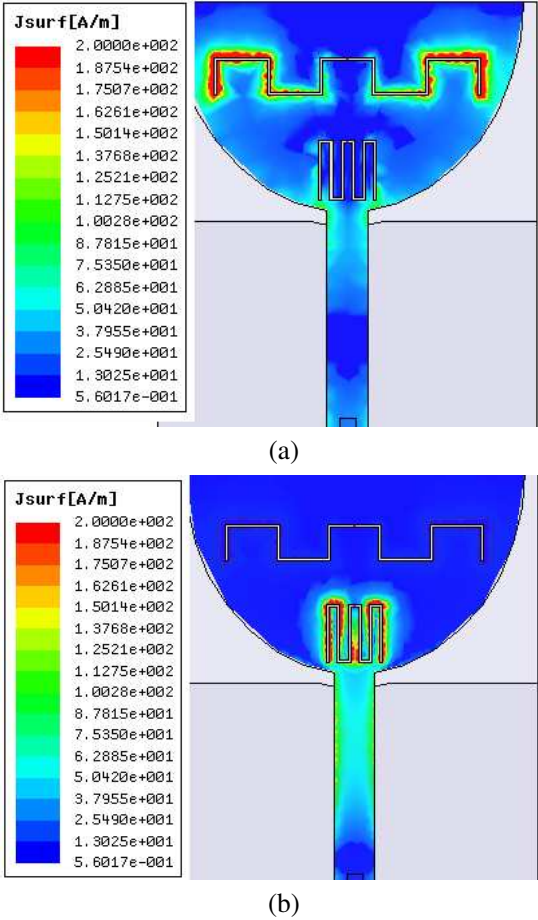 Jsurf[A/m]
2.0000e+002
1.8754e+002
1.7507e+002
1.6261e+002
1.5014e+002
1.3768e+002
1.2521e+002
1.1275e+002
1.0028e+002
8.7815e+001
7.5350e+001
6.2885e+001
5.0420e+001
3.7955e+001
2.5490e+001
1.3025e+001
5.6017e-001
(a)
Jsurf[A/m]
2.0000e+002
1.8754e+002
1.7507e+002
1.6261e+002
1.5014e+002
1.3768e+002
1.2521e+002
1.1275e+002
1.0028e+002
8.7815e+001
7.5350e+001
6.2885e+001
5.0420e+001
3.7955e+001
2.5490e+001
1.3025e+001
5.6017e-001
(b)